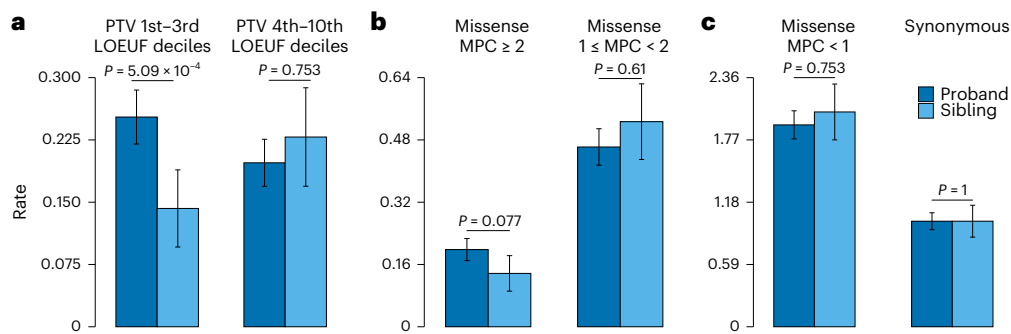 a
PTV 1st–3rd
LOEUF deciles
PTV 4th–10th
LOEUF deciles
P = 5.09 × 10⁻⁴
P = 0.753
0.300
0.225
0.150
0.075
0
Rate
b
Missense
MPC ≥ 2
Missense
1 ≤ MPC < 2
P = 0.077
P = 0.61
0.64
0.48
0.32
0.16
0
c
Missense
MPC < 1
Synonymous
P = 0.753
P = 1
2.36
1.77
1.18
0.59
0
Proband
Sibling